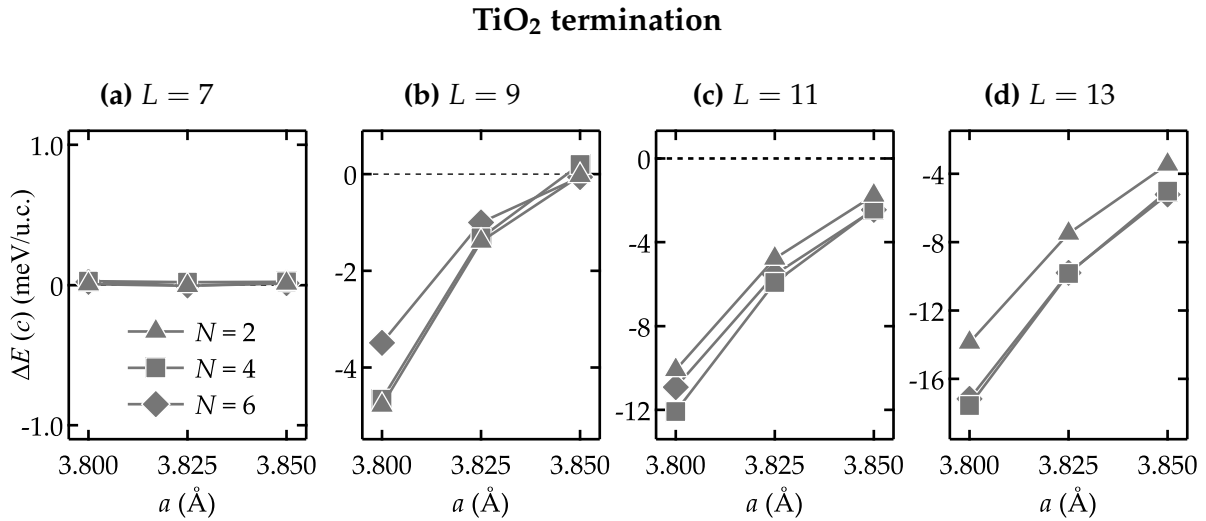 TiO₂ termination
(a) L = 7
(b) L = 9
(c) L = 11
(d) L = 13
ΔE (c) (meV/u.c.)
1.0
0
-1.0
N = 2
N = 4
N = 6
3.800 3.825 3.850
a (Å)
0
-2
-4
3.800 3.825 3.850
a (Å)
0
-4
-8
-12
3.800 3.825 3.850
a (Å)
-4
-8
-12
-16
3.800 3.825 3.850
a (Å)